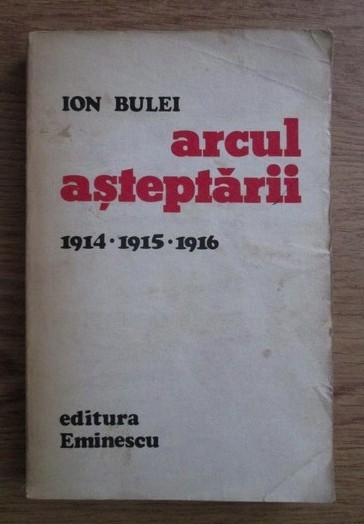 ION BULEI
arcul
așteptării
1914·1915·1916
editura
Eminescu